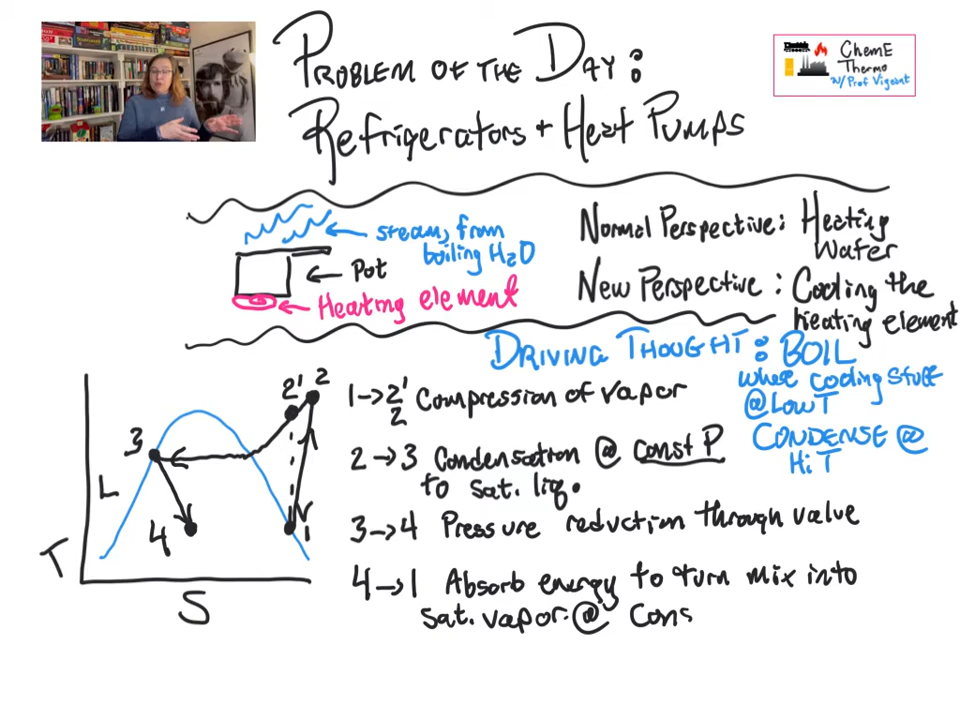 PROBLEM OF THE DAY:
Refrigerators + HEAT PUMPS
ChemE
Thermo
w/ Prof Vigeant
steam, from
boiling H2O
Pot
Heating element
Normal Perspective: Heating
Water
New Perspective: Cooling the
heating element
DRIVING THOUGHT: BOIL
where cooling stuff
@ Low T
CONDENSE @
Hi T
2' 2
3
L
4
1
T
S
1→2' Compression of vapor
2
2→3 Condensation @ const P
to sat. liq.
3→4 Pressure reduction through valve
4→1 Absorb energy to turn mix into
sat. vapor @ Cons